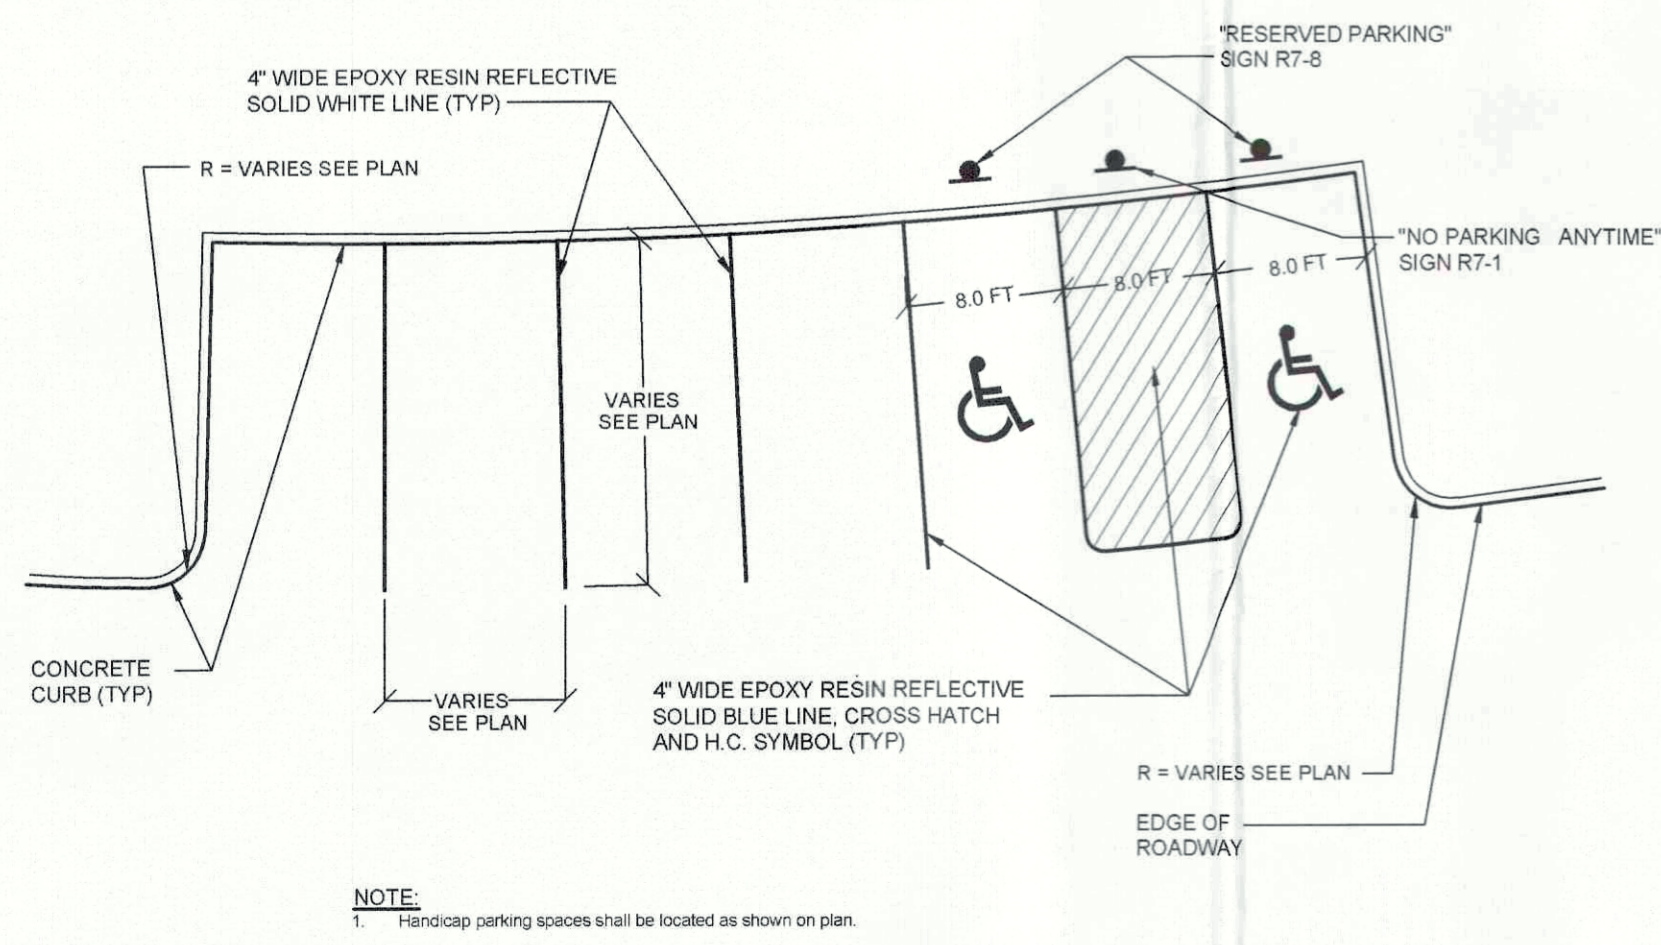 "RESERVED PARKING"
SIGN R7-8
4" WIDE EPOXY RESIN REFLECTIVE
SOLID WHITE LINE (TYP)
R = VARIES SEE PLAN
"NO PARKING ANYTIME"
SIGN R7-1
8.0 FT
8.0 FT
8.0 FT
VARIES
SEE PLAN
CONCRETE
CURB (TYP)
VARIES
SEE PLAN
4" WIDE EPOXY RESIN REFLECTIVE
SOLID BLUE LINE, CROSS HATCH
AND H.C. SYMBOL (TYP)
R = VARIES SEE PLAN
EDGE OF
ROADWAY
NOTE:
1. Handicap parking spaces shall be located as shown on plan.